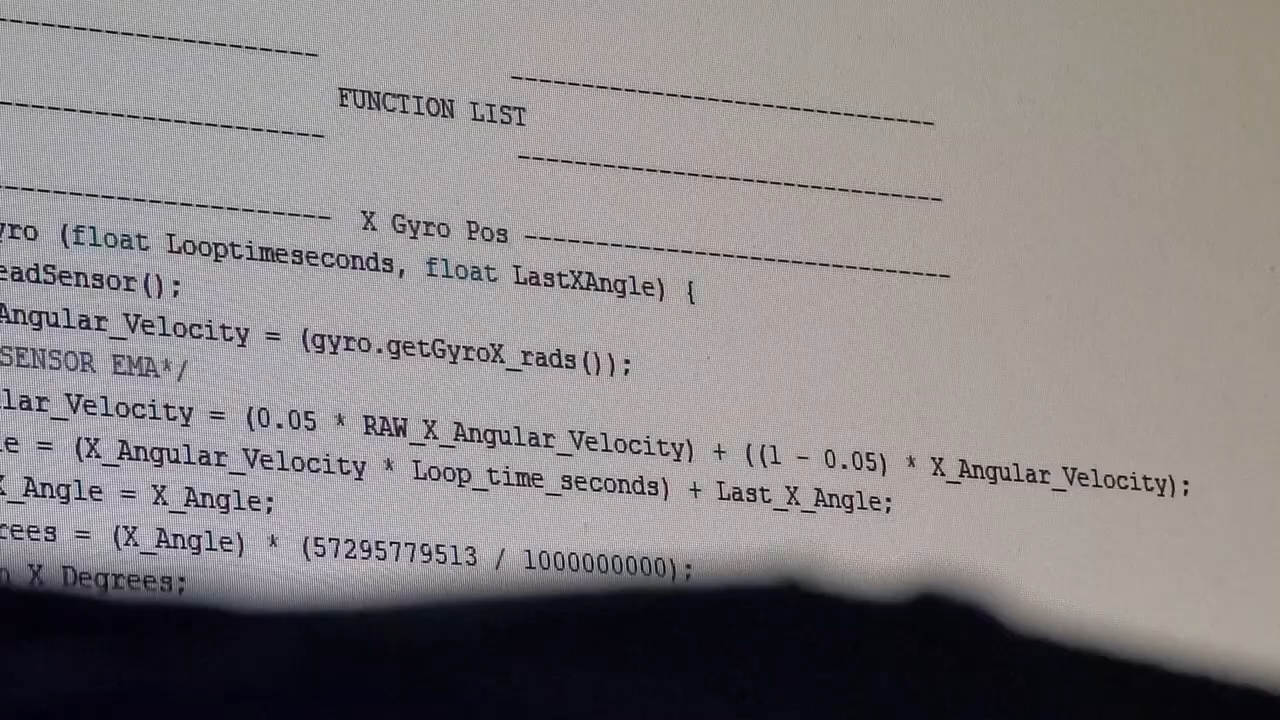 FUNCTION LIST
X Gyro Pos
yro (float Looptimeseconds, float LastXAngle) {
eadSensor();
Angular_Velocity = (gyro.getGyroX_rads());
SENSOR EMA*/
lar_Velocity = (0.05 * RAW_X_Angular_Velocity) + ((1 - 0.05) * X_Angular_Velocity);
le = (X_Angular_Velocity * Loop_time_seconds) + Last_X_Angle;
X_Angle = X_Angle;
rees = (X_Angle) * (57295779513 / 1000000000);
n X Degrees;